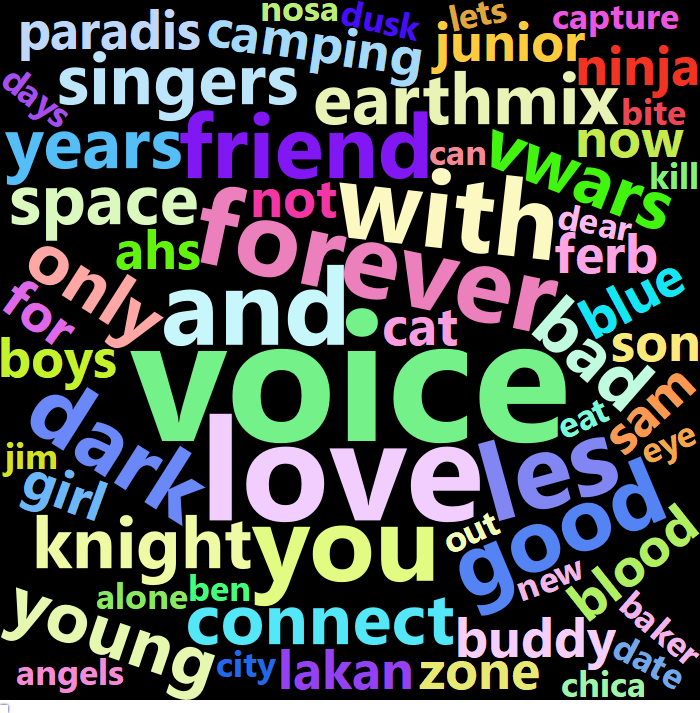 nosa
dusk
lets
capture
paradis
camping
junior
singers
ninja
days
earthmix
bite
years
friend
can
vwars
now
kill
space
not
with
dear
forever
ahs
ferb
only
for
and
cat
blue
boys
voice
bad
son
dark
love
les
eat
sam
eye
jim
girl
knight
you
out
good
new
blood
young
alone
ben
connect
buddy
baker
angels
city
lakan
zone
date
chica